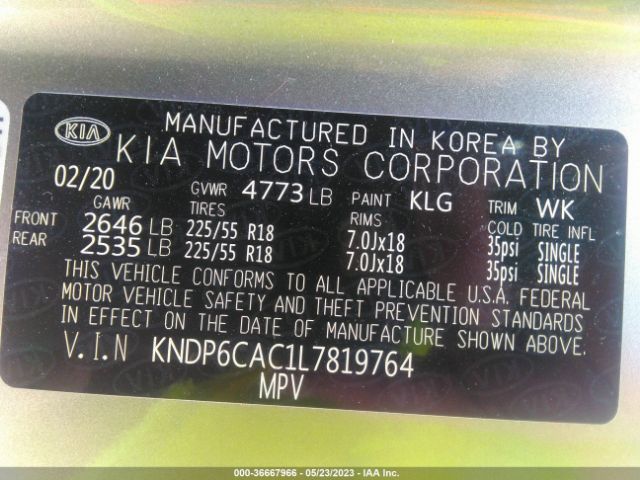 KIA
MANUFACTURED IN KOREA BY
KIA MOTORS CORPORATION
02/20 GVWR 4773 LB PAINT KLG TRIM WK
GAWR TIRES RIMS COLD TIRE INFL
FRONT 2646 LB 225/55 R18 7.0Jx18 35psi SINGLE
REAR 2535 LB 225/55 R18 7.0Jx18 35psi SINGLE
THIS VEHICLE CONFORMS TO ALL APPLICABLE U.S.A. FEDERAL
MOTOR VEHICLE SAFETY AND THEFT PREVENTION STANDARDS
IN EFFECT ON THE DATE OF MANUFACTURE SHOWN ABOVE.
V.I.N KNDP6CAC1L7819764
MPV
000-36667966 - 05/23/2023 - IAA Inc.